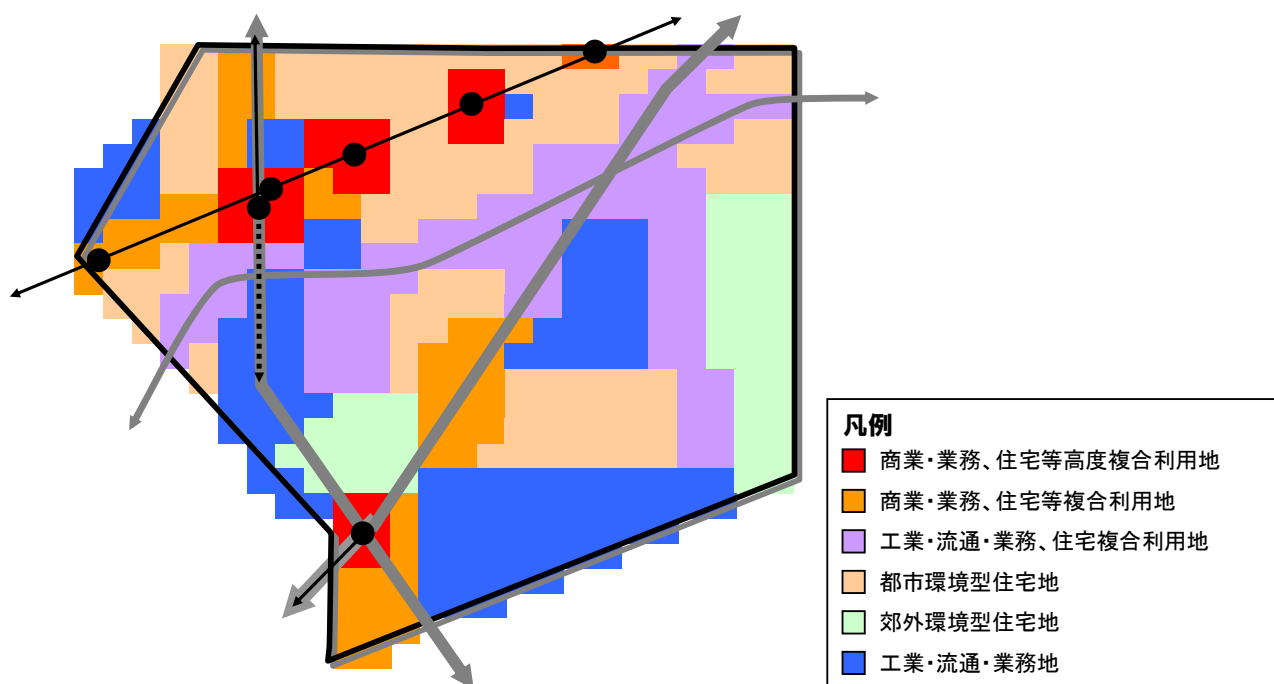 凡例
商業・業務、住宅等高度複合利用地
商業・業務、住宅等複合利用地
工業・流通・業務、住宅複合利用地
都市環境型住宅地
郊外環境型住宅地
工業・流通・業務地